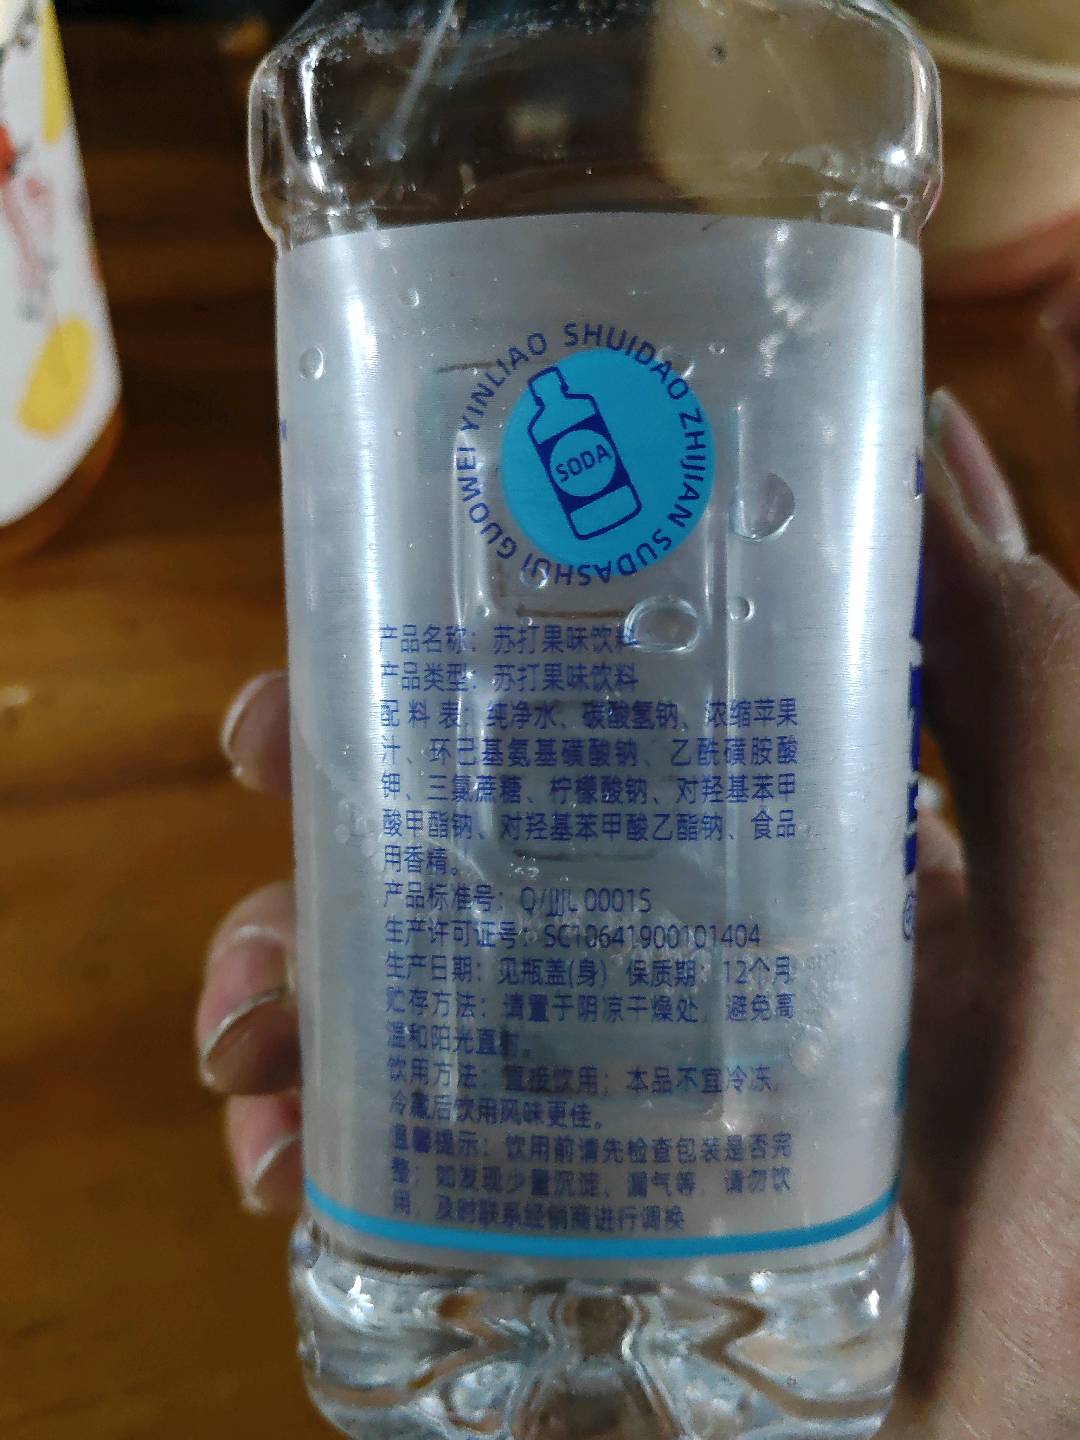 SHUIDAO ZHIJIAN SUDASHUI GUOWEI YINLIAO
SODA
产品名称：苏打果味饮料
产品类型：苏打果味饮料
配料表：纯净水、碳酸氢钠、浓缩苹果
汁、环己基氨基磺酸钠、乙酰磺胺酸
钾、三氯蔗糖、柠檬酸钠、对羟基苯甲
酸甲酯钠、对羟基苯甲酸乙酯钠、食品
用香精。
产品标准号：Q/JJJL 0001S
生产许可证号：SC10641900101404
生产日期：见瓶盖(身) 保质期：12个月
贮存方法：请置于阴凉干燥处，避免高
温和阳光直射。
饮用方法：直接饮用；本品不宜冷冻，
冷藏后饮用风味更佳。
温馨提示：饮用前请先检查包装是否完
整；如发现少量沉淀、漏气等，请勿饮
用，及时联系经销商进行调换